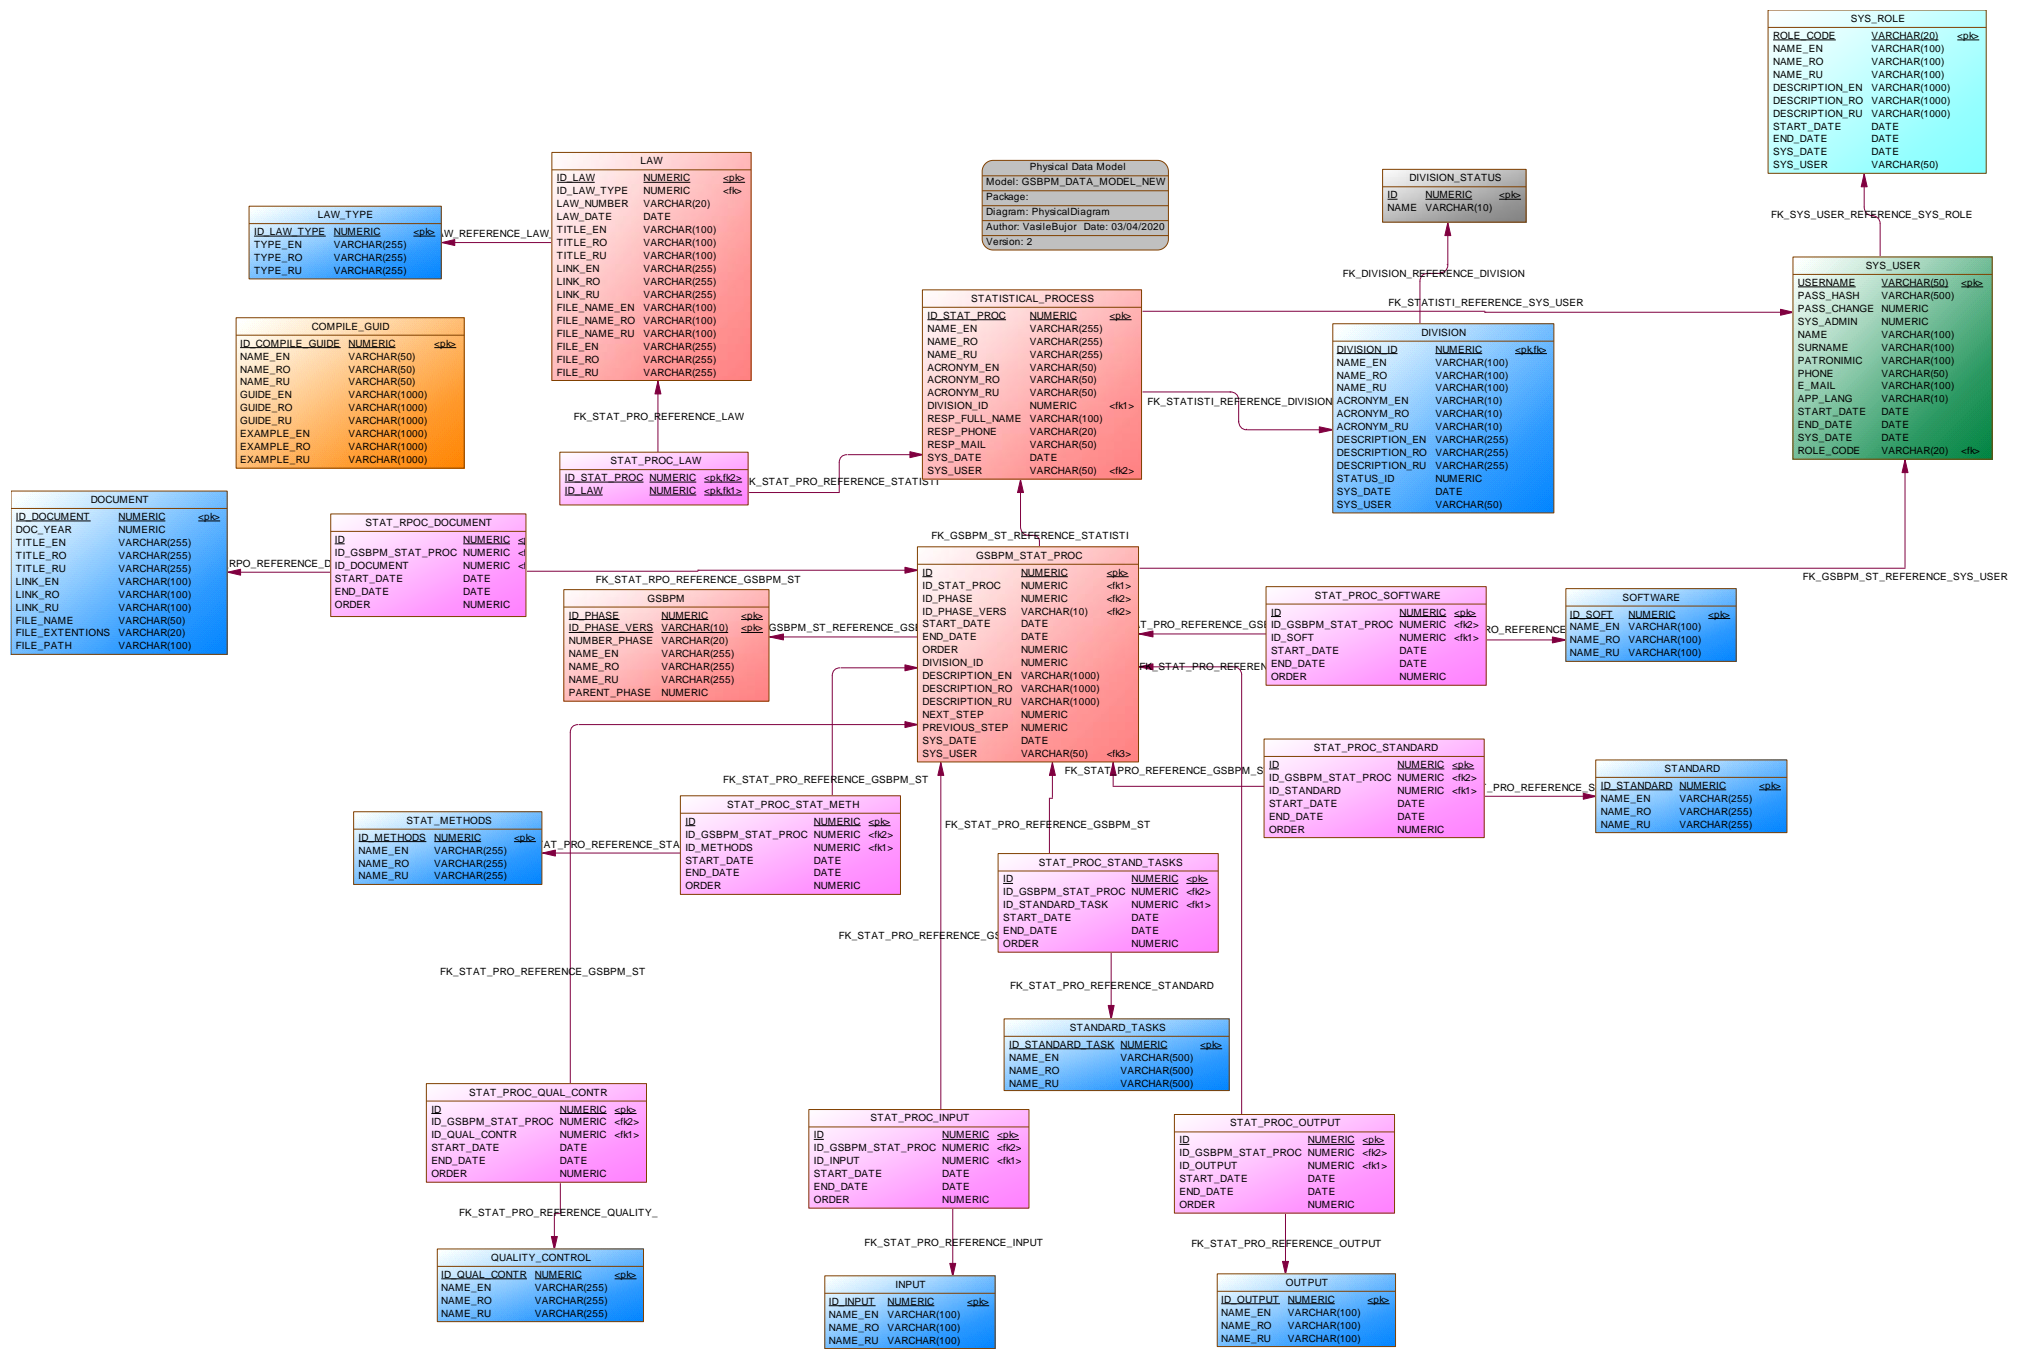 SYS_ROLE
ROLE_CODE VARCHAR(20) <pk>
NAME_EN VARCHAR(100)
NAME_RO VARCHAR(100)
NAME_RU VARCHAR(100)
DESCRIPTION_EN VARCHAR(1000)
DESCRIPTION_RO VARCHAR(1000)
DESCRIPTION_RU VARCHAR(1000)
START_DATE DATE
END_DATE DATE
SYS_DATE DATE
SYS_USER VARCHAR(50)
FK_SYS_USER_REFERENCE_SYS_ROLE
LAW
ID_LAW NUMERIC <pk>
ID_LAW_TYPE NUMERIC <fk>
LAW_NUMBER VARCHAR(20)
LAW_DATE DATE
TITLE_EN VARCHAR(100)
TITLE_RO VARCHAR(100)
TITLE_RU VARCHAR(100)
LINK_EN VARCHAR(255)
LINK_RO VARCHAR(255)
LINK_RU VARCHAR(255)
FILE_NAME_EN VARCHAR(100)
FILE_NAME_RO VARCHAR(100)
FILE_NAME_RU VARCHAR(100)
FILE_EN VARCHAR(255)
FILE_RO VARCHAR(255)
FILE_RU VARCHAR(255)
Physical Data Model
Model: GSBPM_DATA_MODEL_NEW
Package:
Diagram: PhysicalDiagram
Author: VasileBujor Date: 03/04/2020
Version: 2
DIVISION_STATUS
ID NUMERIC <pk>
NAME VARCHAR(10)
FK_DIVISION_REFERENCE_DIVISION
LAW_TYPE
ID_LAW_TYPE NUMERIC <pk>
TYPE_EN VARCHAR(255)
TYPE_RO VARCHAR(255)
TYPE_RU VARCHAR(255)
W_REFERENCE_LAW_
SYS_USER
USERNAME VARCHAR(50) <pk>
PASS_HASH VARCHAR(500)
PASS_CHANGE NUMERIC
SYS_ADMIN NUMERIC
NAME VARCHAR(100)
SURNAME VARCHAR(100)
PATRONIMIC VARCHAR(100)
PHONE VARCHAR(50)
E_MAIL VARCHAR(100)
APP_LANG VARCHAR(10)
START_DATE DATE
END_DATE DATE
SYS_DATE DATE
ROLE_CODE VARCHAR(20) <fk>
STATISTICAL_PROCESS
ID_STAT_PROC NUMERIC <pk>
NAME_EN VARCHAR(255)
NAME_RO VARCHAR(255)
NAME_RU VARCHAR(255)
ACRONYM_EN VARCHAR(50)
ACRONYM_RO VARCHAR(50)
ACRONYM_RU VARCHAR(50)
DIVISION_ID NUMERIC <fk1>
RESP_FULL_NAME VARCHAR(100)
RESP_PHONE VARCHAR(20)
RESP_MAIL VARCHAR(50)
SYS_DATE DATE
SYS_USER VARCHAR(50) <fk2>
FK_STATISTI_REFERENCE_SYS_USER
FK_STATISTI_REFERENCE_DIVISION
DIVISION
DIVISION_ID NUMERIC <pk,fk>
NAME_EN VARCHAR(100)
NAME_RO VARCHAR(100)
NAME_RU VARCHAR(100)
ACRONYM_EN VARCHAR(10)
ACRONYM_RO VARCHAR(10)
ACRONYM_RU VARCHAR(10)
DESCRIPTION_EN VARCHAR(255)
DESCRIPTION_RO VARCHAR(255)
DESCRIPTION_RU VARCHAR(255)
STATUS_ID NUMERIC
SYS_DATE DATE
SYS_USER VARCHAR(50)
COMPILE_GUID
ID_COMPILE_GUIDE NUMERIC <pk>
NAME_EN VARCHAR(50)
NAME_RO VARCHAR(50)
NAME_RU VARCHAR(50)
GUIDE_EN VARCHAR(1000)
GUIDE_RO VARCHAR(1000)
GUIDE_RU VARCHAR(1000)
EXAMPLE_EN VARCHAR(1000)
EXAMPLE_RO VARCHAR(1000)
EXAMPLE_RU VARCHAR(1000)
FK_STAT_PRO_REFERENCE_LAW
STAT_PROC_LAW
ID_STAT_PROC NUMERIC <pk,fk2>
ID_LAW NUMERIC <pk,fk1>
K_STAT_PRO_REFERENCE_STATISTI
DOCUMENT
ID_DOCUMENT NUMERIC <pk>
DOC_YEAR NUMERIC
TITLE_EN VARCHAR(255)
TITLE_RO VARCHAR(255)
TITLE_RU VARCHAR(255)
LINK_EN VARCHAR(100)
LINK_RO VARCHAR(100)
LINK_RU VARCHAR(100)
FILE_NAME VARCHAR(50)
FILE_EXTENTIONS VARCHAR(20)
FILE_PATH VARCHAR(100)
RPO_REFERENCE_D
STAT_RPOC_DOCUMENT
ID NUMERIC
ID_GSBPM_STAT_PROC NUMERIC
ID_DOCUMENT NUMERIC
START_DATE DATE
END_DATE DATE
ORDER NUMERIC
FK_STAT_RPO_REFERENCE_GSBPM_ST
FK_GSBPM_ST_REFERENCE_STATISTI
GSBPM_STAT_PROC
ID NUMERIC <pk>
ID_STAT_PROC NUMERIC <fk1>
ID_PHASE NUMERIC <fk2>
ID_PHASE_VERS VARCHAR(10) <fk2>
START_DATE DATE
END_DATE DATE
ORDER NUMERIC
DIVISION_ID NUMERIC
DESCRIPTION_EN VARCHAR(1000)
DESCRIPTION_RO VARCHAR(1000)
DESCRIPTION_RU VARCHAR(1000)
NEXT_STEP NUMERIC
PREVIOUS_STEP NUMERIC
SYS_DATE DATE
SYS_USER VARCHAR(50) <fk3>
FK_GSBPM_ST_REFERENCE_SYS_USER
GSBPM
ID_PHASE NUMERIC <pk>
ID_PHASE_VERS VARCHAR(10) <pk>
NUMBER_PHASE VARCHAR(20)
NAME_EN VARCHAR(255)
NAME_RO VARCHAR(255)
NAME_RU VARCHAR(255)
PARENT_PHASE NUMERIC
GSBPM_ST_REFERENCE_GS
STAT_PROC_SOFTWARE
ID NUMERIC <pk>
ID_GSBPM_STAT_PROC NUMERIC <fk2>
ID_SOFT NUMERIC <fk1>
START_DATE DATE
END_DATE DATE
ORDER NUMERIC
T_PRO_REFERENCE_GS
RO_REFERENCE
SOFTWARE
ID_SOFT NUMERIC <pk>
NAME_EN VARCHAR(100)
NAME_RO VARCHAR(100)
NAME_RU VARCHAR(100)
FK_STAT_PRO_REFEREN
STAT_PROC_STANDARD
ID NUMERIC <pk>
ID_GSBPM_STAT_PROC NUMERIC <fk2>
ID_STANDARD NUMERIC <fk1>
START_DATE DATE
END_DATE DATE
ORDER NUMERIC
FK_STAT_PRO_REFERENCE_GSBPM_S
_PRO_REFERENCE_S
STANDARD
ID_STANDARD NUMERIC <pk>
NAME_EN VARCHAR(255)
NAME_RO VARCHAR(255)
NAME_RU VARCHAR(255)
FK_STAT_PRO_REFERENCE_GSBPM_ST
STAT_PROC_STAT_METH
ID NUMERIC <pk>
ID_GSBPM_STAT_PROC NUMERIC <fk2>
ID_METHODS NUMERIC <fk1>
START_DATE DATE
END_DATE DATE
ORDER NUMERIC
STAT_METHODS
ID_METHODS NUMERIC <pk>
NAME_EN VARCHAR(255)
NAME_RO VARCHAR(255)
NAME_RU VARCHAR(255)
AT_PRO_REFERENCE_STA
FK_STAT_PRO_REFERENCE_GSBPM_ST
STAT_PROC_STAND_TASKS
ID NUMERIC <pk>
ID_GSBPM_STAT_PROC NUMERIC <fk2>
ID_STANDARD_TASK NUMERIC <fk1>
START_DATE DATE
END_DATE DATE
ORDER NUMERIC
FK_STAT_PRO_REFERENCE_GS
FK_STAT_PRO_REFERENCE_GSBPM_ST
FK_STAT_PRO_REFERENCE_STANDARD
STANDARD_TASKS
ID_STANDARD_TASK NUMERIC <pk>
NAME_EN VARCHAR(500)
NAME_RO VARCHAR(500)
NAME_RU VARCHAR(500)
STAT_PROC_QUAL_CONTR
ID NUMERIC <pk>
ID_GSBPM_STAT_PROC NUMERIC <fk2>
ID_QUAL_CONTR NUMERIC <fk1>
START_DATE DATE
END_DATE DATE
ORDER NUMERIC
FK_STAT_PRO_REFERENCE_QUALITY_
QUALITY_CONTROL
ID_QUAL_CONTR NUMERIC <pk>
NAME_EN VARCHAR(255)
NAME_RO VARCHAR(255)
NAME_RU VARCHAR(255)
STAT_PROC_INPUT
ID NUMERIC <pk>
ID_GSBPM_STAT_PROC NUMERIC <fk2>
ID_INPUT NUMERIC <fk1>
START_DATE DATE
END_DATE DATE
ORDER NUMERIC
FK_STAT_PRO_REFERENCE_INPUT
INPUT
ID_INPUT NUMERIC <pk>
NAME_EN VARCHAR(100)
NAME_RO VARCHAR(100)
NAME_RU VARCHAR(100)
STAT_PROC_OUTPUT
ID NUMERIC <pk>
ID_GSBPM_STAT_PROC NUMERIC <fk2>
ID_OUTPUT NUMERIC <fk1>
START_DATE DATE
END_DATE DATE
ORDER NUMERIC
FK_STAT_PRO_REFERENCE_OUTPUT
OUTPUT
ID_OUTPUT NUMERIC <pk>
NAME_EN VARCHAR(100)
NAME_RO VARCHAR(100)
NAME_RU VARCHAR(100)